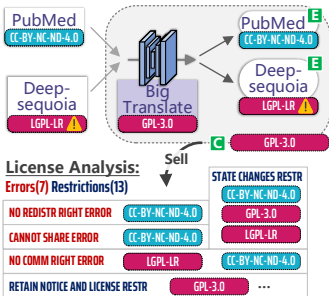 PubMed
CC-BY-NC-ND-4.0
Deep-
sequoia
LGPL-LR
Big
Translate
GPL-3.0
E
PubMed
CC-BY-NC-ND-4.0
E
Deep-
sequoia
LGPL-LR
C GPL-3.0
Sell
License Analysis:
Errors(7) Restrictions(13)
NO REDISTR RIGHT ERROR CC-BY-NC-ND-4.0
CANNOT SHARE ERROR CC-BY-NC-ND-4.0
STATE CHANGES RESTR
CC-BY-NC-ND-4.0
GPL-3.0
LGPL-LR
NO COMM RIGHT ERROR LGPL-LR CC-BY-NC-ND-4.0
RETAIN NOTICE AND LICENSE RESTR GPL-3.0 ...